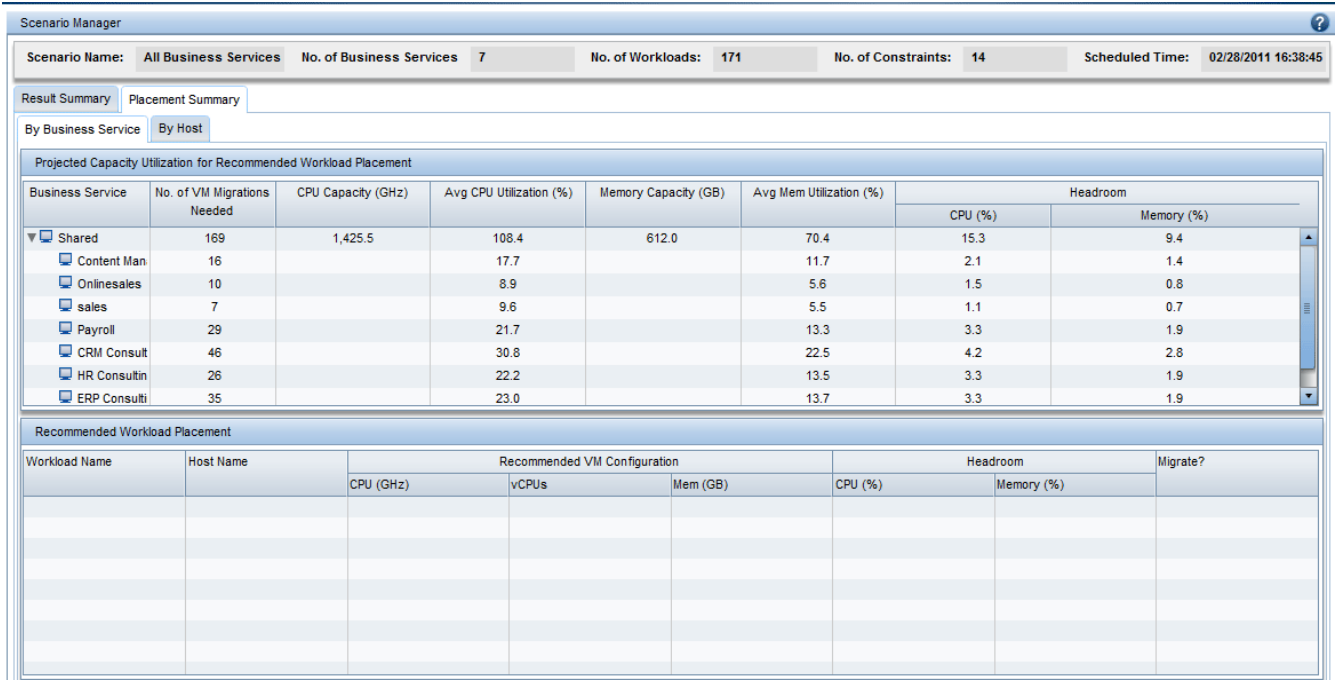 Scenario Manager ?
Scenario Name: All Business Services No. of Business Services 7 No. of Workloads: 171 No. of Constraints: 14 Scheduled Time: 02/28/2011 16:38:45
Result Summary Placement Summary
By Business Service By Host
Projected Capacity Utilization for Recommended Workload Placement
Business Service No. of VM Migrations CPU Capacity (GHz) Avg CPU Utilization (%) Memory Capacity (GB) Avg Mem Utilization (%) Headroom
Needed CPU (%) Memory (%)
Shared 169 1,425.5 108.4 612.0 70.4 15.3 9.4
Content Man 16 17.7 11.7 2.1 1.4
Onlinesales 10 8.9 5.6 1.5 0.8
sales 7 9.6 5.5 1.1 0.7
Payroll 29 21.7 13.3 3.3 1.9
CRM Consult 46 30.8 22.5 4.2 2.8
HR Consultin 26 22.2 13.5 3.3 1.9
ERP Consulti 35 23.0 13.7 3.3 1.9
Recommended Workload Placement
Workload Name Host Name Recommended VM Configuration Headroom Migrate?
CPU (GHz) vCPUs Mem (GB) CPU (%) Memory (%)